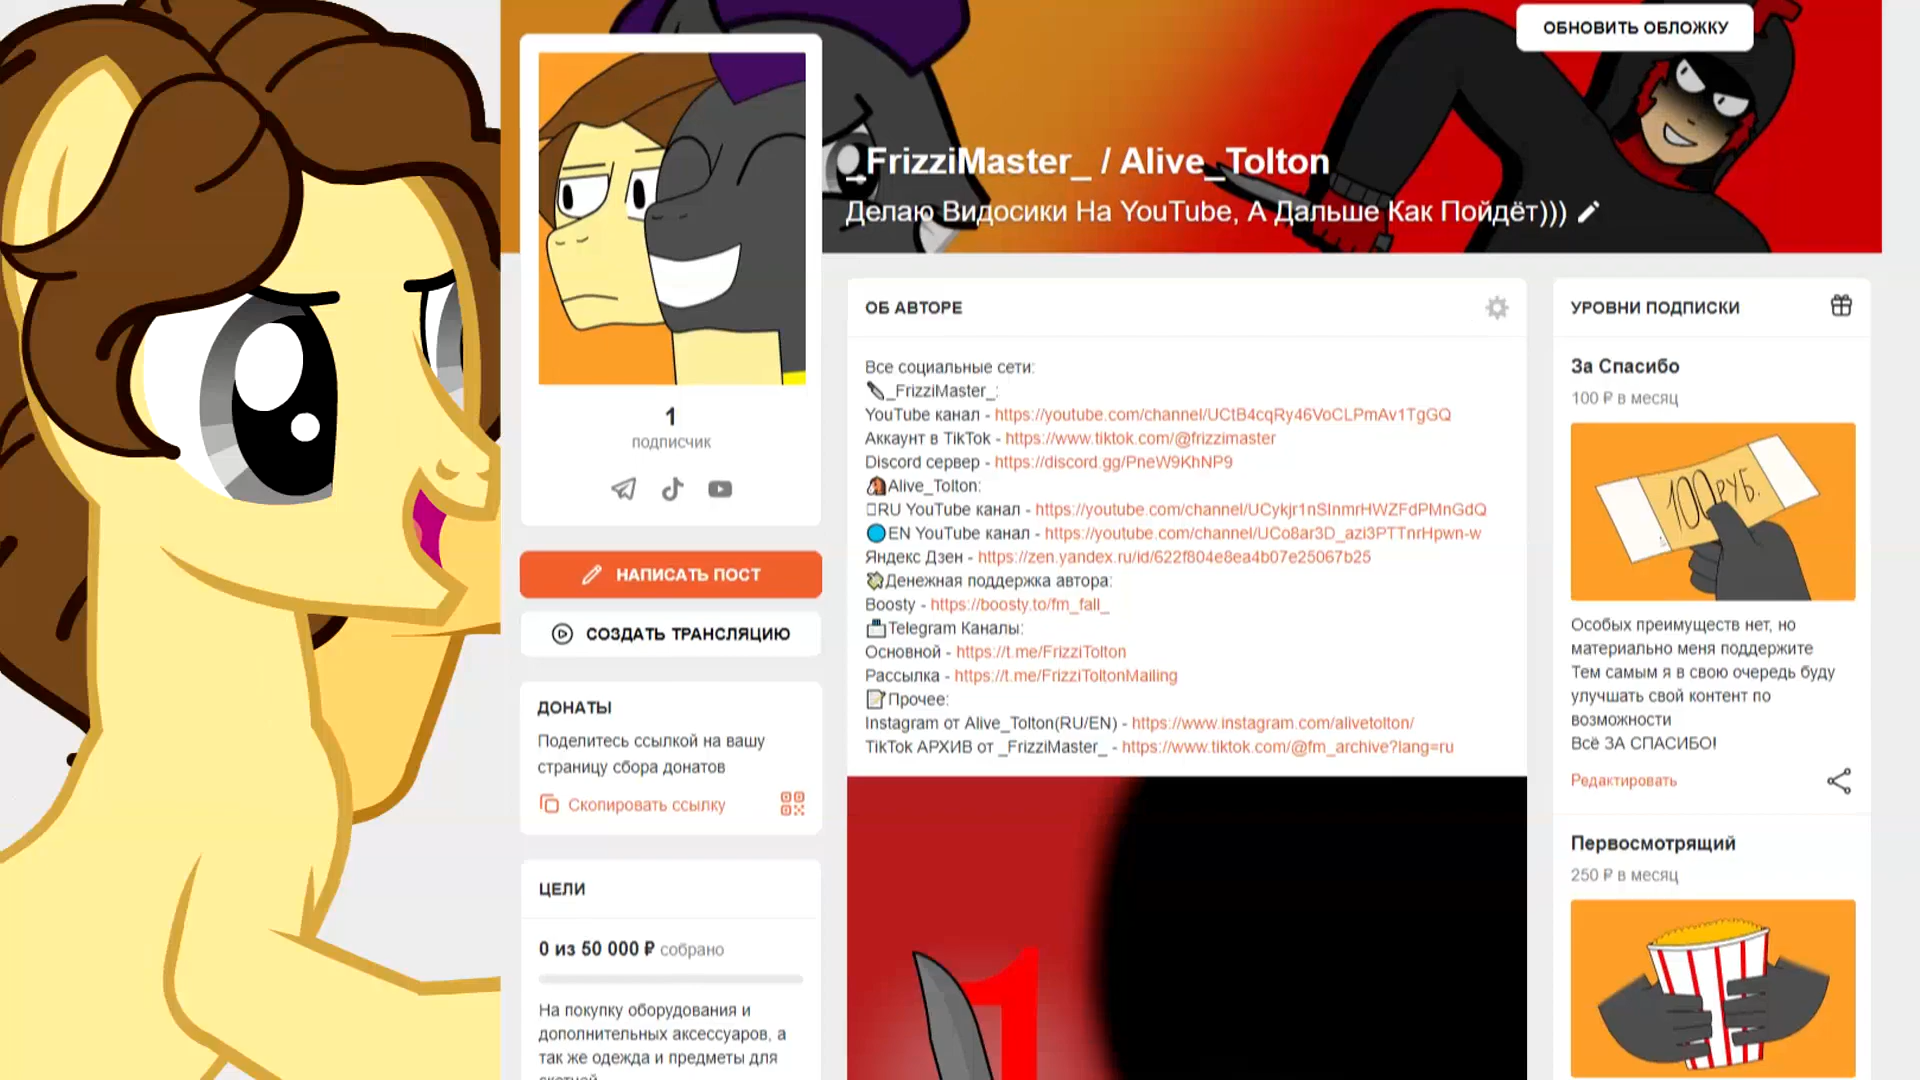 ОБНОВИТЬ ОБЛОЖКУ
_FrizziMaster_ / Alive_Tolton
Делаю Видосики На YouTube, А Дальше Как Пойдёт)))
1
подписчик
НАПИСАТЬ ПОСТ
СОЗДАТЬ ТРАНСЛЯЦИЮ
ДОНАТЫ
Поделитесь ссылкой на вашу
страницу сбора донатов
Скопировать ссылку
ЦЕЛИ
0 из 50 000 ₽ собрано
На покупку оборудования и
дополнительных аксессуаров, а
так же одежда и предметы для
ОБ АВТОРЕ
Все социальные сети:
_FrizziMaster_:
YouTube канал - https://youtube.com/channel/UCtB4cqRy46VoCLPmAv1TgGQ
Аккаунт в TikTok - https://www.tiktok.com/@frizzimaster
Discord сервер - https://discord.gg/PneW9KhNP9
Alive_Tolton:
RU YouTube канал - https://youtube.com/channel/UCykjr1nSInmrHWZFdPMnGdQ
EN YouTube канал - https://youtube.com/channel/UCo8ar3D_azi3PTTnrHpwn-w
Яндекс Дзен - https://zen.yandex.ru/id/622f804e8ea4b07e25067b25
Денежная поддержка автора:
Boosty - https://boosty.to/fm_fall_
Telegram Каналы:
Основной - https://t.me/FrizziTolton
Рассылка - https://t.me/FrizziToltonMailing
Прочее:
Instagram от Alive_Tolton(RU/EN) - https://www.instagram.com/alivetolton/
TikTok АРХИВ от _FrizziMaster_ - https://www.tiktok.com/@fm_archive?lang=ru
1
УРОВНИ ПОДПИСКИ
За Спасибо
100 ₽ в месяц
100 РУБ.
Особых преимуществ нет, но
материально меня поддержите
Тем самым я в свою очередь буду
улучшать свой контент по
возможности
Всё ЗА СПАСИБО!
Редактировать
Первосмотрящий
250 ₽ в месяц